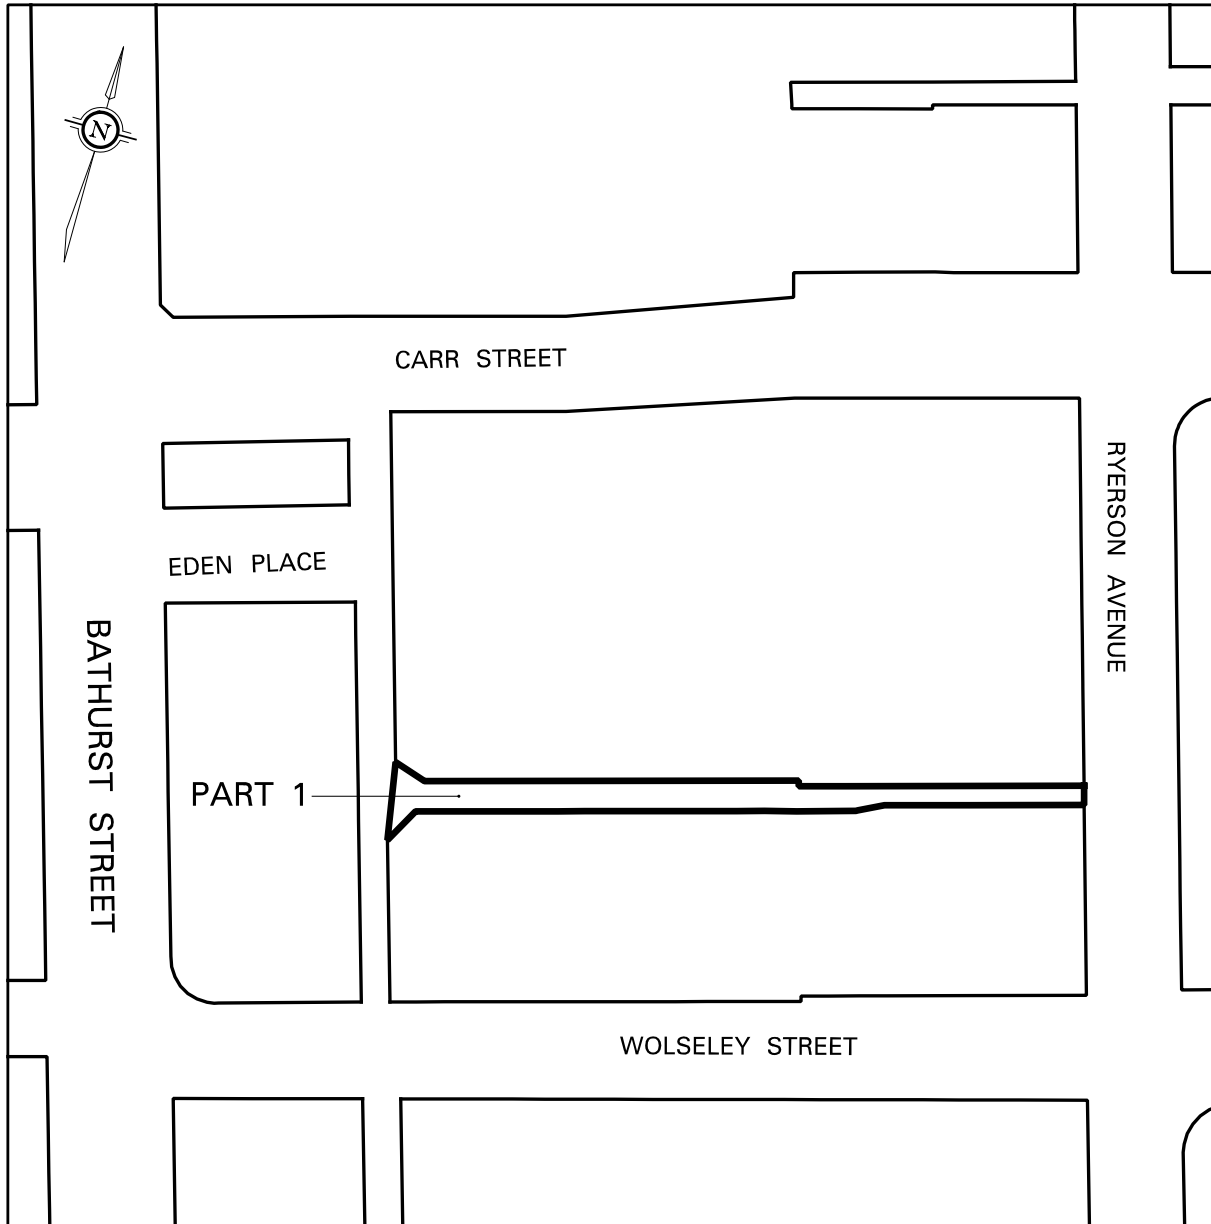 N
CARR STREET
RYERSON AVENUE
EDEN PLACE
BATHURST STREET
PART 1
WOLSELEY STREET